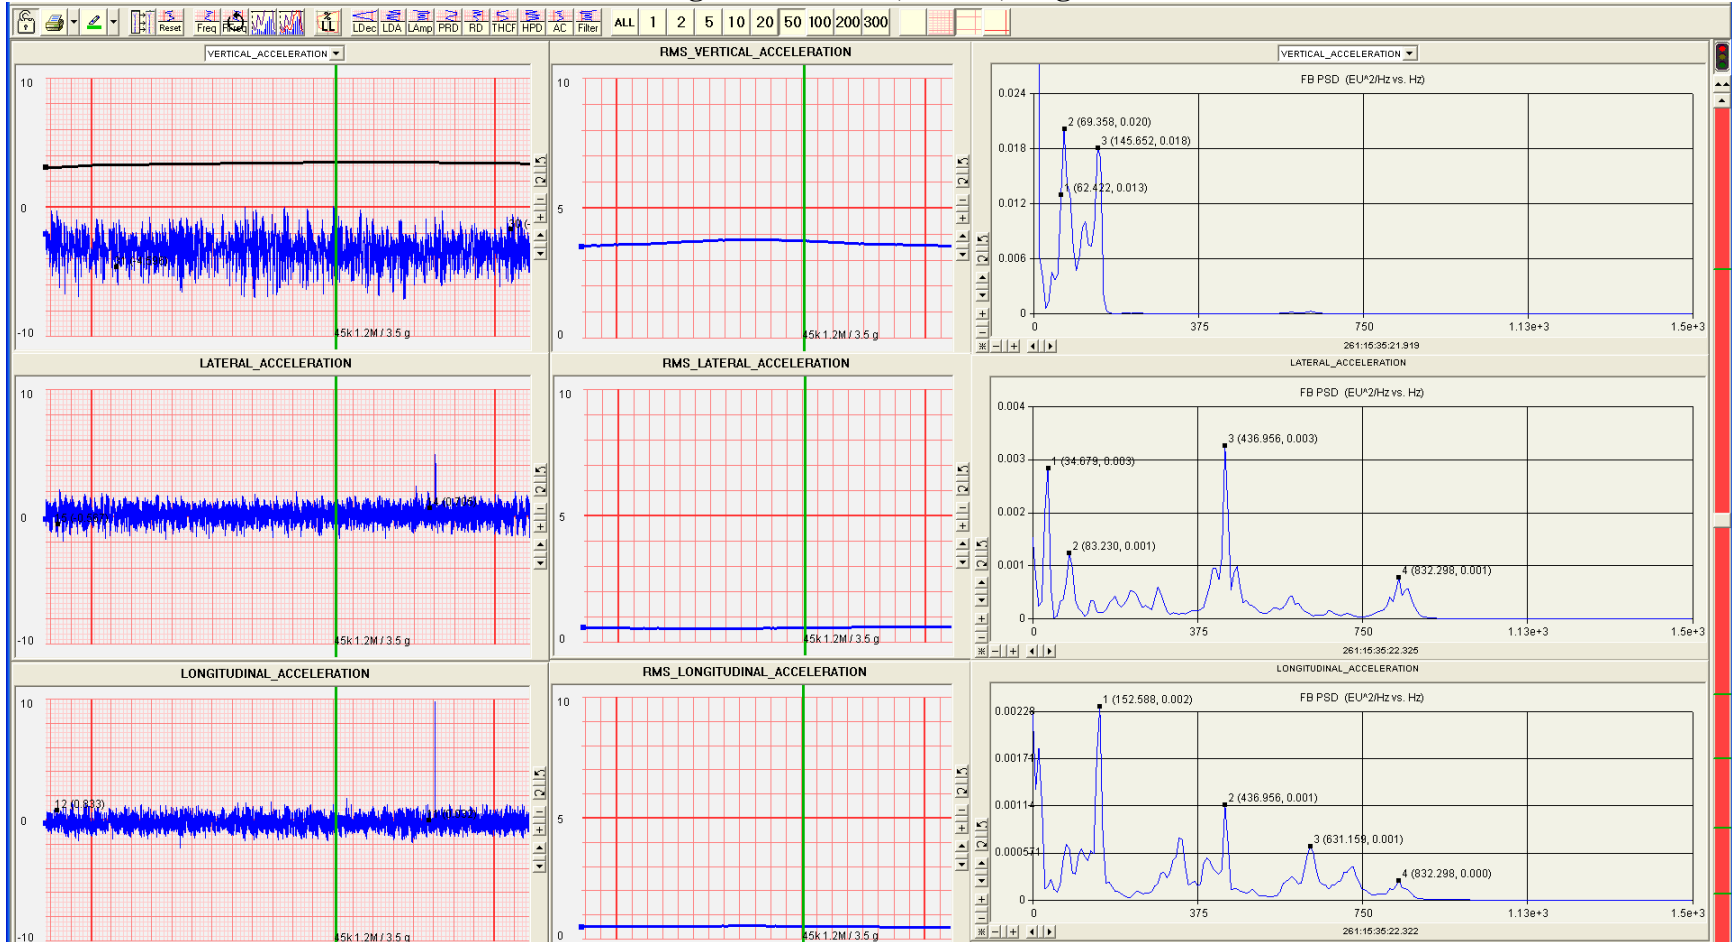 Reset Freq LL LDec LDA LAmp PRD RD THCF HPD AC Filter ALL 1 2 5 10 20 50 100 200 300
VERTICAL_ACCELERATION
10
0
-10
45k 1.2M / 3.5 g
RMS_VERTICAL_ACCELERATION
10
5
0
45k 1.2M / 3.5 g
VERTICAL_ACCELERATION
FB PSD (EU^2/Hz vs. Hz)
0.024
2 (69.358, 0.020)
0.018
3 (145.652, 0.018)
1 (62.422, 0.013)
0.012
0.006
0
0 375 750 1.13e+3 1.5e+3
261:15:35:21.919
LATERAL_ACCELERATION
10
0
-10
45k 1.2M / 3.5 g
RMS_LATERAL_ACCELERATION
10
5
0
45k 1.2M / 3.5 g
LATERAL_ACCELERATION
FB PSD (EU^2/Hz vs. Hz)
0.004
3 (436.956, 0.003)
0.003
1 (34.679, 0.003)
0.002
2 (83.230, 0.001)
0.001
4 (832.298, 0.001)
0
0 375 750 1.13e+3 1.5e+3
261:15:35:22.325
LONGITUDINAL_ACCELERATION
10
12 (0.833)
0
-10
45k 1.2M / 3.5 g
RMS_LONGITUDINAL_ACCELERATION
10
5
0
45k 1.2M / 3.5 g
LONGITUDINAL_ACCELERATION
FB PSD (EU^2/Hz vs. Hz)
1 (152.588, 0.002)
0.00228
0.00171
2 (436.956, 0.001)
0.00114
3 (631.159, 0.001)
0.000571
4 (832.298, 0.000)
0
0 375 750 1.13e+3 1.5e+3
261:15:35:22.322